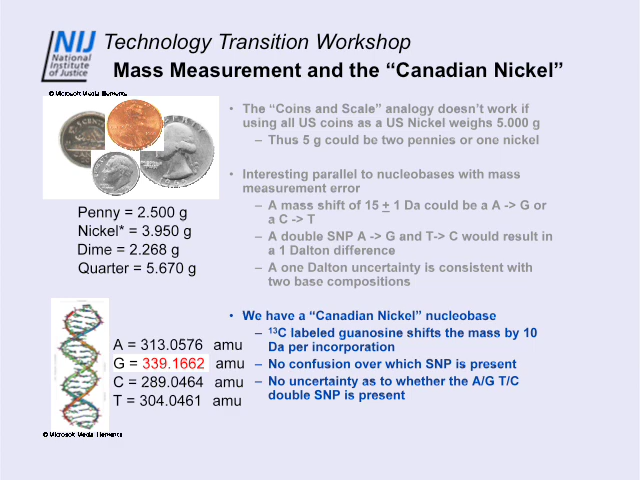 NIJ
National
Institute
of Justice
Technology Transition Workshop
Mass Measurement and the “Canadian Nickel”
© Microsoft Media Elements
• The “Coins and Scale” analogy doesn’t work if
using all US coins as a US Nickel weighs 5.000 g
– Thus 5 g could be two pennies or one nickel
• Interesting parallel to nucleobases with mass
measurement error
– A mass shift of 15 + 1 Da could be a A -> G or
a C -> T
– A double SNP A -> G and T-> C would result in
a 1 Dalton difference
– A one Dalton uncertainty is consistent with
two base compositions
Penny = 2.500 g
Nickel* = 3.950 g
Dime = 2.268 g
Quarter = 5.670 g
• We have a “Canadian Nickel” nucleobase
– ¹³C labeled guanosine shifts the mass by 10
Da per incorporation
– No confusion over which SNP is present
– No uncertainty as to whether the A/G T/C
double SNP is present
A = 313.0576 amu
G = 339.1662 amu
C = 289.0464 amu
T = 304.0461 amu
© Microsoft Media Elements